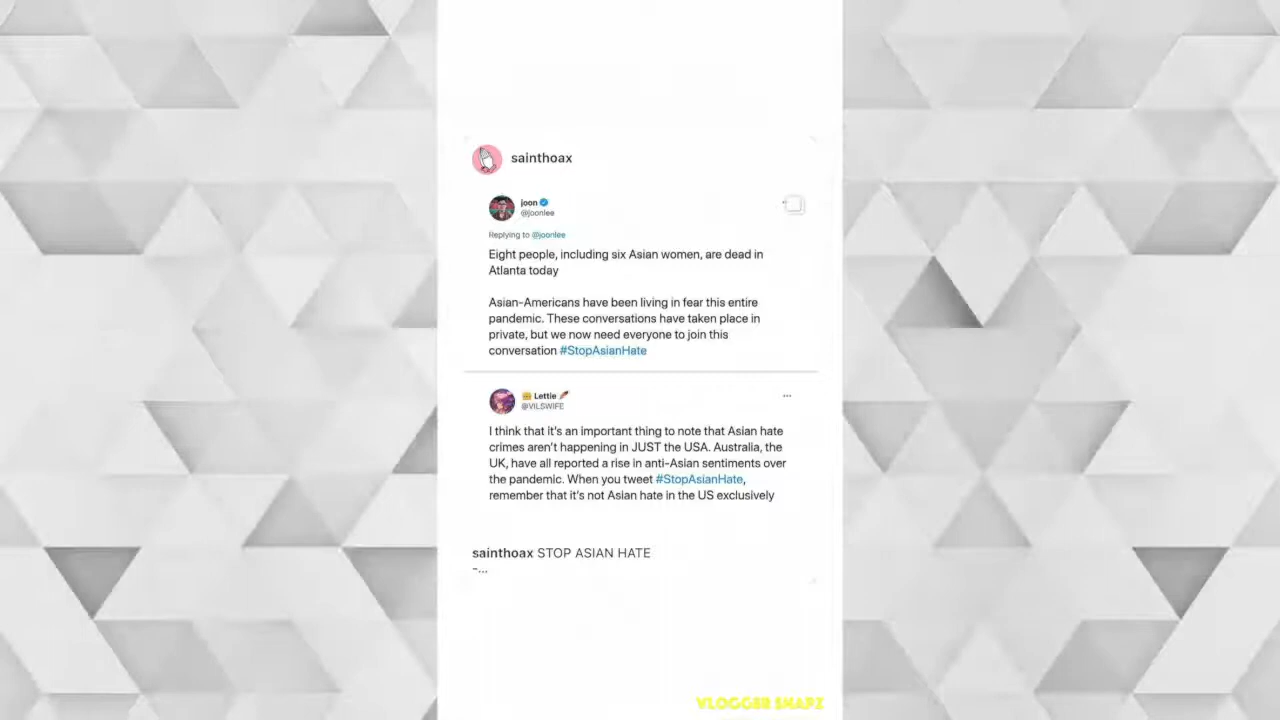 sainthoax
joon
@joonlee
Replying to @joonlee
Eight people, including six Asian women, are dead in
Atlanta today
Asian-Americans have been living in fear this entire
pandemic. These conversations have taken place in
private, but we now need everyone to join this
conversation #StopAsianHate
Lettie
@VILSWIFE
I think that it's an important thing to note that Asian hate
crimes aren't happening in JUST the USA. Australia, the
UK, have all reported a rise in anti-Asian sentiments over
the pandemic. When you tweet #StopAsianHate,
remember that it's not Asian hate in the US exclusively
sainthoax STOP ASIAN HATE
-...
VLOGGER SNAPZ